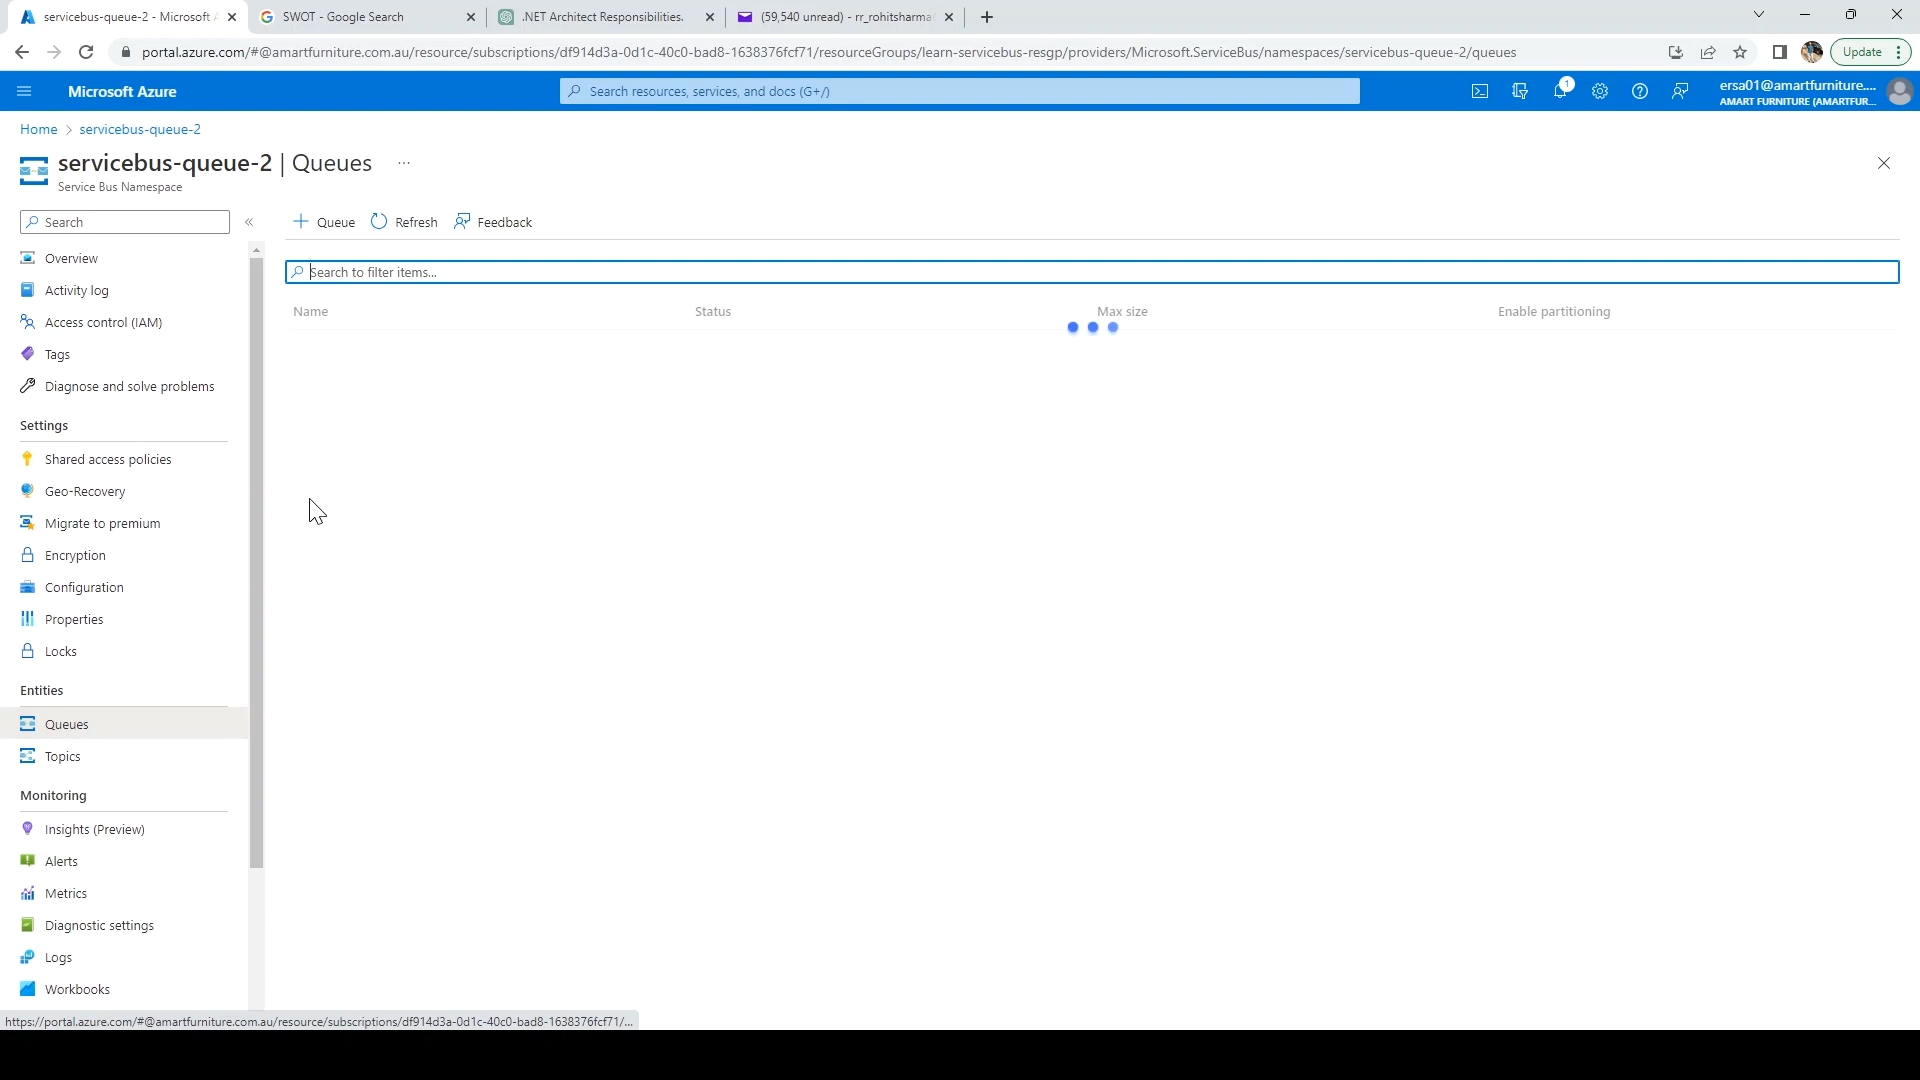 servicebus-queue-2 - Microsoft A
SWOT - Google Search
.NET Architect Responsibilities.
(59,540 unread) - rr_rohitsharma
portal.azure.com/#@amartfurniture.com.au/resource/subscriptions/df914d3a-0d1c-40c0-bad8-1638376fcf71/resourceGroups/learn-servicebus-resgp/providers/Microsoft.ServiceBus/namespaces/servicebus-queue-2/queues
Update
Microsoft Azure
Search resources, services, and docs (G+/)
1
ersa01@amartfurniture....
AMART FURNITURE (AMARTFUR...
Home > servicebus-queue-2
servicebus-queue-2 | Queues ...
Service Bus Namespace
Search
Queue Refresh Feedback
Search to filter items...
Name Status Max size Enable partitioning
Overview
Activity log
Access control (IAM)
Tags
Diagnose and solve problems
Settings
Shared access policies
Geo-Recovery
Migrate to premium
Encryption
Configuration
Properties
Locks
Entities
Queues
Topics
Monitoring
Insights (Preview)
Alerts
Metrics
Diagnostic settings
Logs
Workbooks
https://portal.azure.com/#@amartfurniture.com.au/resource/subscriptions/df914d3a-0d1c-40c0-bad8-1638376fcf71/...